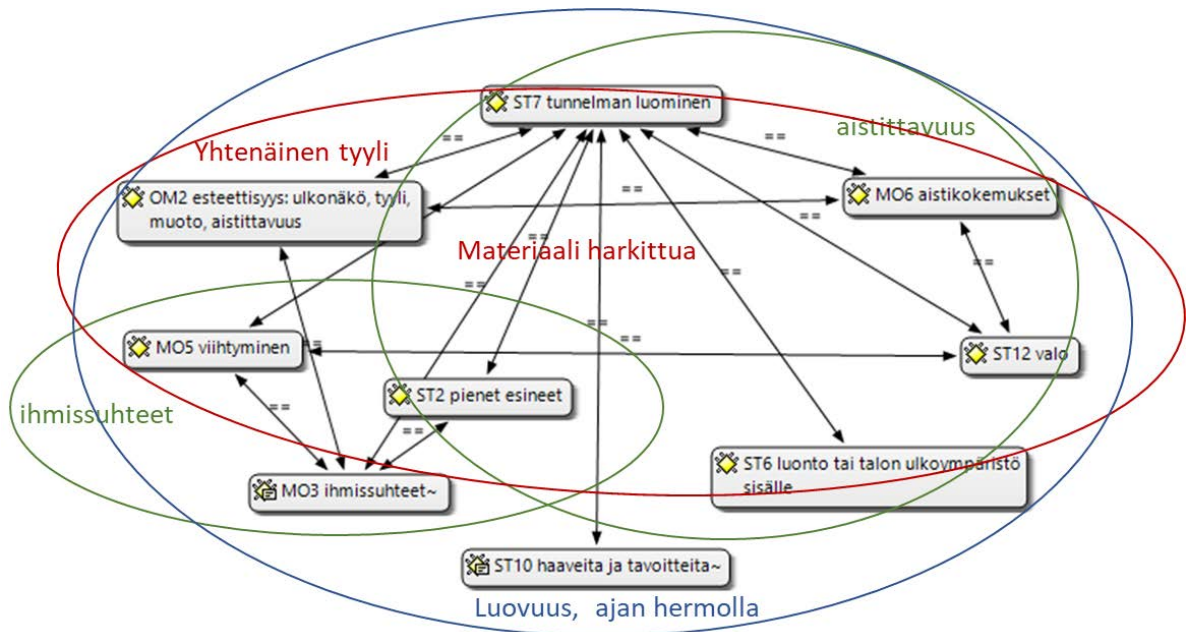 ST7 tunnelman luominen
aistittavuus
Yhtenäinen tyyli
==
==
OM2 esteettisyys: ulkonäkö, tyyli,
muoto, aistittavuus
==
MO6 aistikokemukset
==
Materiaali harkittua
==
==
==
==
==
==
==
MO5 viihtyminen
==
ST12 valo
ST2 pienet esineet
ihmissuhteet
==
==
ST6 luonto tai talon ulkoympäristö
sisälle
MO3 ihmissuhteet~
ST10 haaveita ja tavoitteita~
Luovuus, ajan hermolla